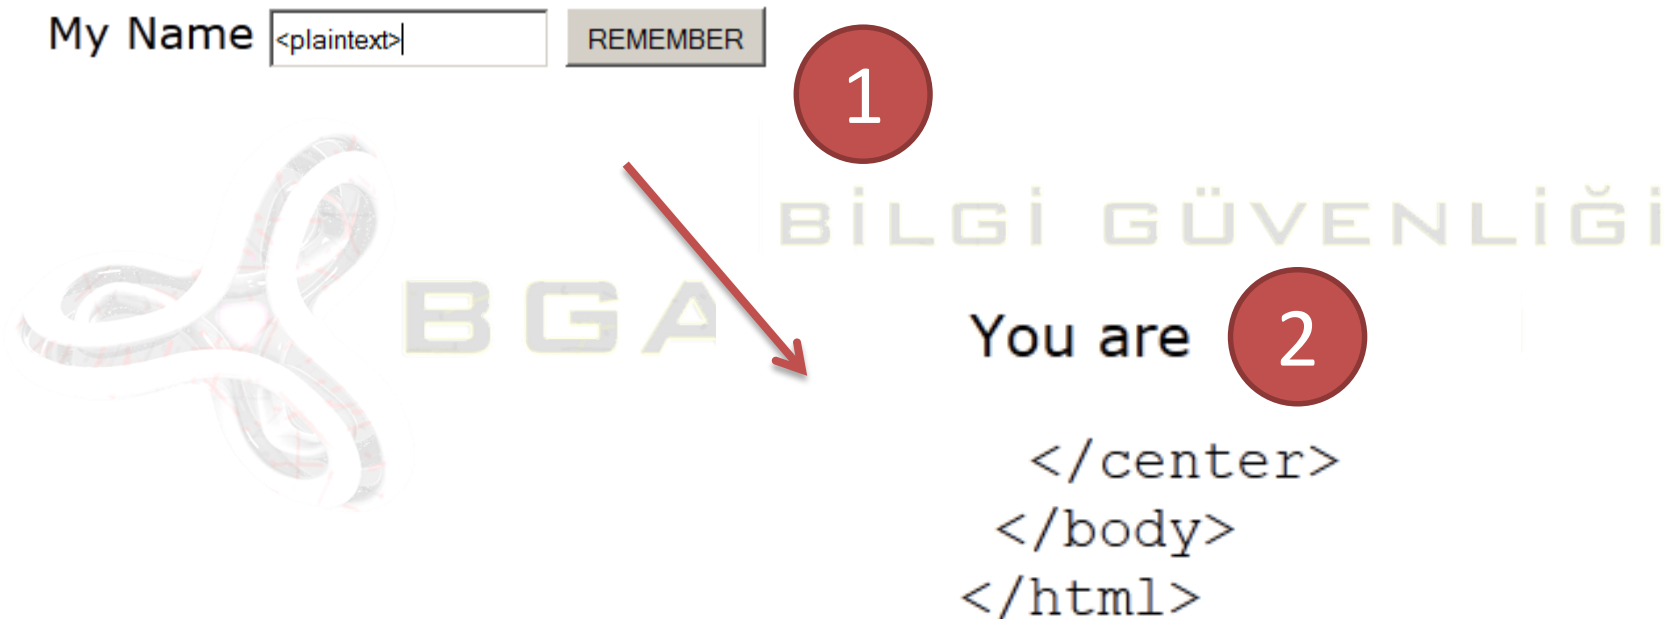 My Name <plaintext> REMEMBER
1
BİLGİ GÜVENLİĞİ
BGA
You are 2
</center>
</body>
</html>